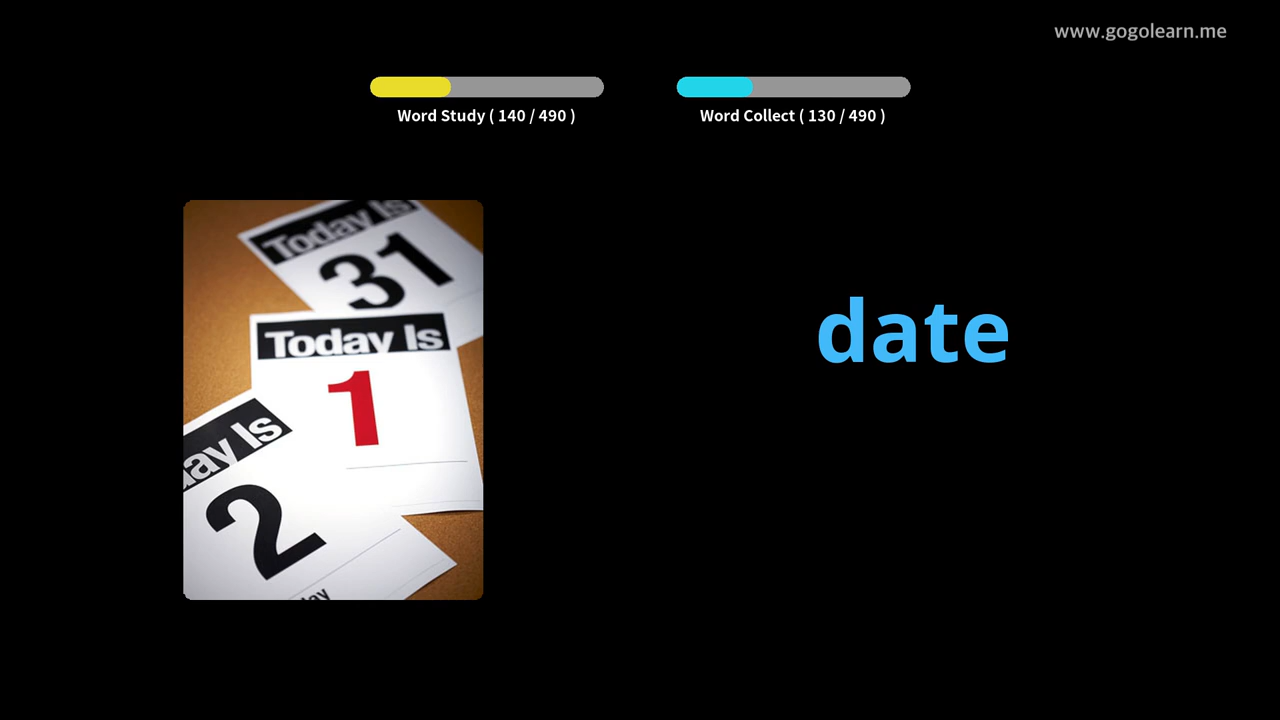 www.gogolearn.me
Word Study ( 140 / 490 )
Word Collect ( 130 / 490 )
Today Is
31
Today Is
1
date
ay Is
2